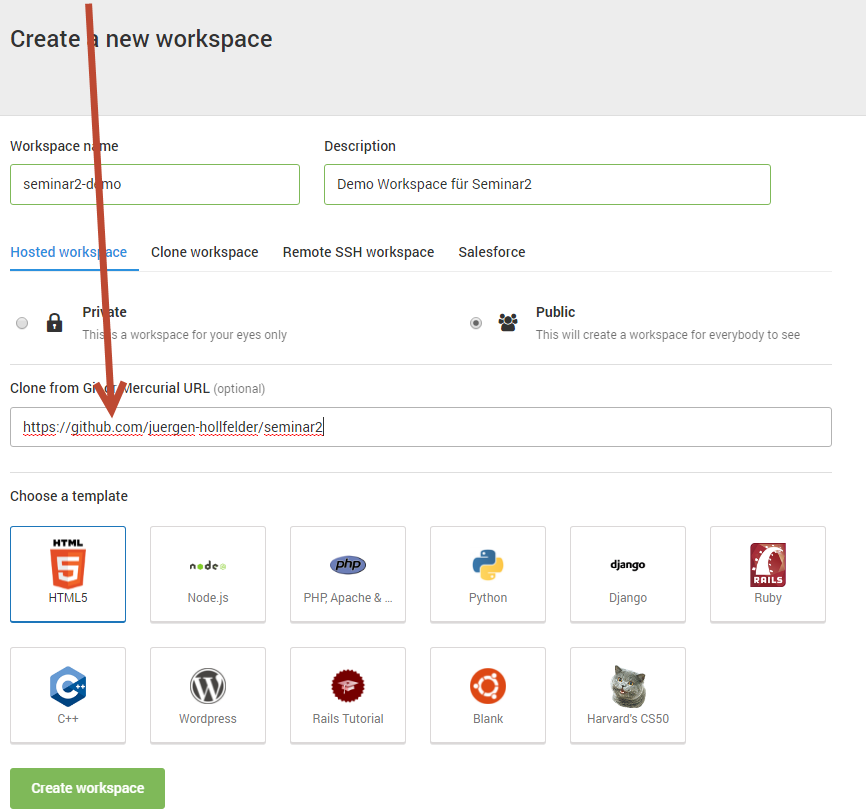 Create a new workspace
Workspace name Description
seminar2-demo Demo Workspace für Seminar2
Hosted workspace Clone workspace Remote SSH workspace Salesforce
Private Public
This is a workspace for your eyes only This will create a workspace for everybody to see
Clone from Git or Mercurial URL (optional)
https://github.com/juergen-hollfelder/seminar2
Choose a template
HTML
5
HTML5
node
Node.js
php
PHP, Apache & ...
Python
django
Django
RAILS
Ruby
C++
C++
W
Wordpress
Rails Tutorial
Blank
Harvard's CS50
Create workspace